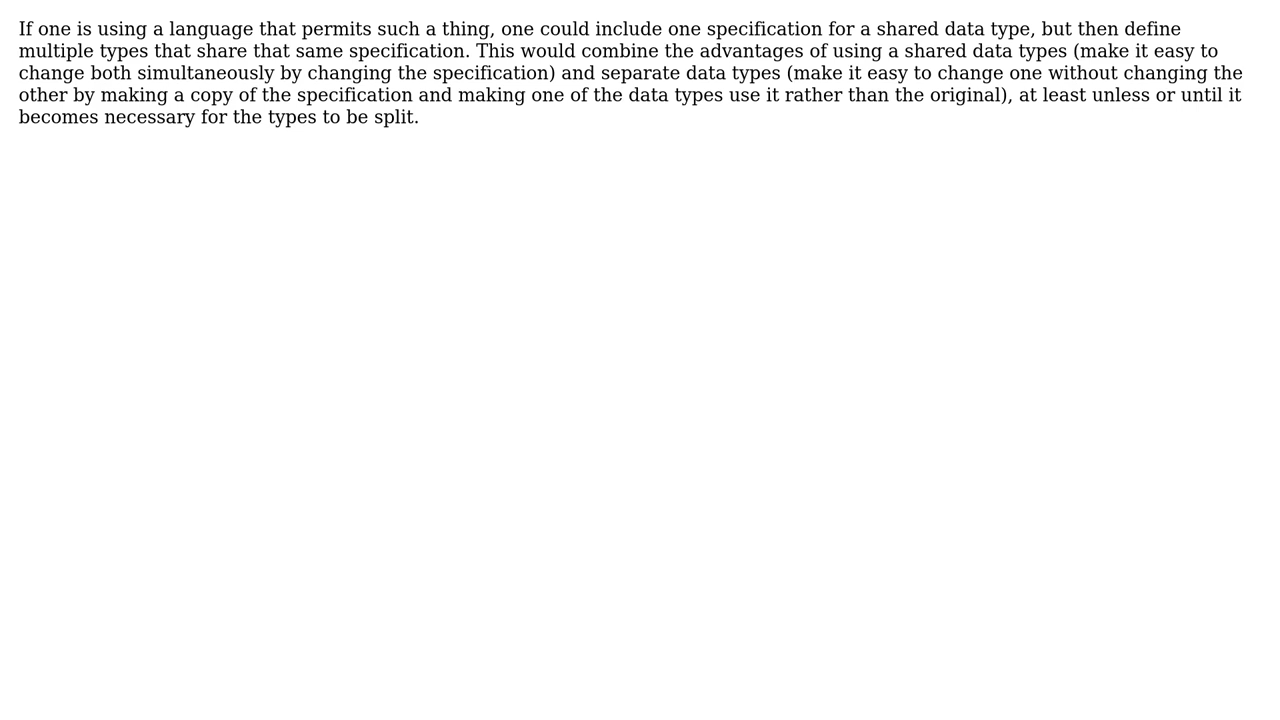 If one is using a language that permits such a thing, one could include one specification for a shared data type, but then define
multiple types that share that same specification. This would combine the advantages of using a shared data types (make it easy to
change both simultaneously by changing the specification) and separate data types (make it easy to change one without changing the
other by making a copy of the specification and making one of the data types use it rather than the original), at least unless or until it
becomes necessary for the types to be split.